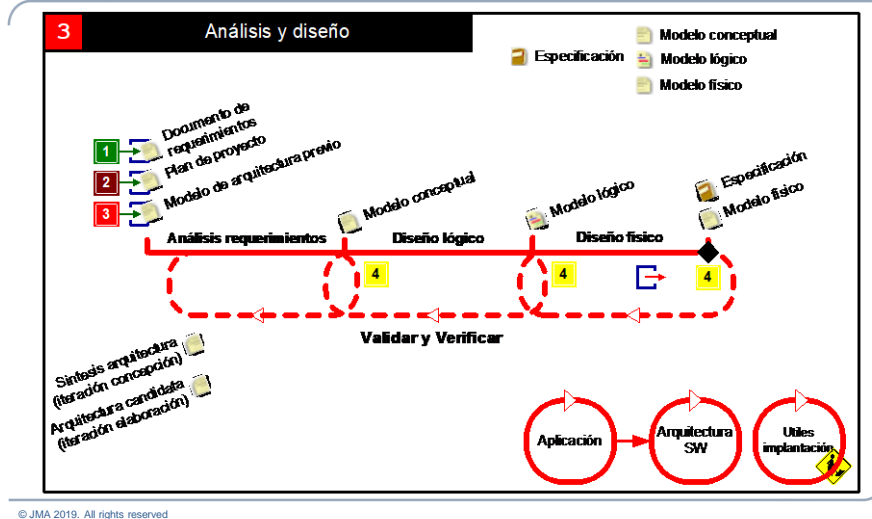 3
Análisis y diseño
Especificación
Modelo conceptual
Modelo lógico
Modelo físico
1
Documento de
requerimientos
2
Plan de proyecto
3
Modelo de arquitectura previo
Modelo conceptual
Modelo lógico
Especificación
Modelo físico
Análisis requerimientos
Diseño lógico
Diseño físico
4
4
4
Validar y Verificar
Síntesis arquitectura
(iteración concepción)
Arquitectura candidata
(iteración elaboración)
Aplicación
Arquitectura
SW
Utiles
implantación
© JMA 2019. All rights reserved